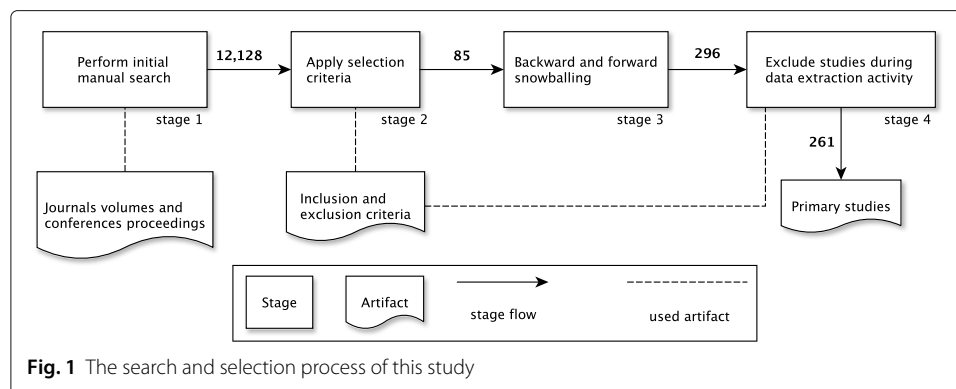 Perform initial
manual search
12,128
Apply selection
criteria
85
Backward and forward
snowballing
296
Exclude studies during
data extraction activity
stage 1
stage 2
stage 3
stage 4
261
Journals volumes and
conferences proceedings
Inclusion and
exclusion criteria
Primary studies
Stage
Artifact
stage flow
used artifact
Fig. 1 The search and selection process of this study